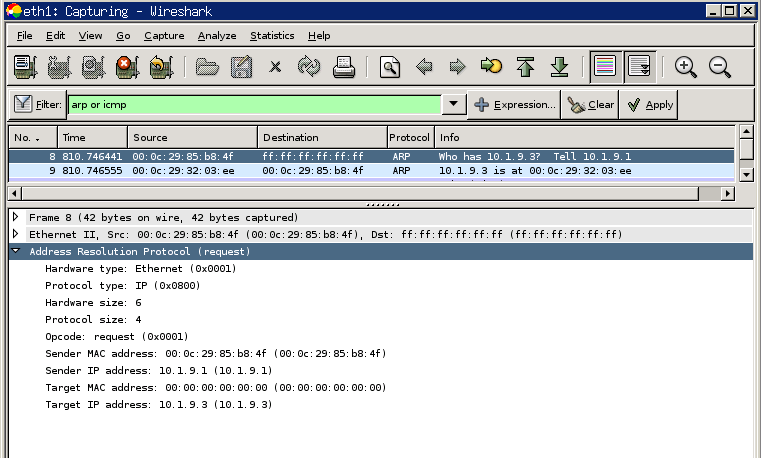 eth1: Capturing - Wireshark
File Edit View Go Capture Analyze Statistics Help
Filter: arp or icmp Expression... Clear Apply
No. . Time Source Destination Protocol Info
8 810.746441 00:0c:29:85:b8:4f ff:ff:ff:ff:ff:ff ARP Who has 10.1.9.3? Tell 10.1.9.1
9 810.746555 00:0c:29:32:03:ee 00:0c:29:85:b8:4f ARP 10.1.9.3 is at 00:0c:29:32:03:ee
Frame 8 (42 bytes on wire, 42 bytes captured)
Ethernet II, Src: 00:0c:29:85:b8:4f (00:0c:29:85:b8:4f), Dst: ff:ff:ff:ff:ff:ff (ff:ff:ff:ff:ff:ff)
Address Resolution Protocol (request)
Hardware type: Ethernet (0x0001)
Protocol type: IP (0x0800)
Hardware size: 6
Protocol size: 4
Opcode: request (0x0001)
Sender MAC address: 00:0c:29:85:b8:4f (00:0c:29:85:b8:4f)
Sender IP address: 10.1.9.1 (10.1.9.1)
Target MAC address: 00:00:00:00:00:00 (00:00:00:00:00:00)
Target IP address: 10.1.9.3 (10.1.9.3)